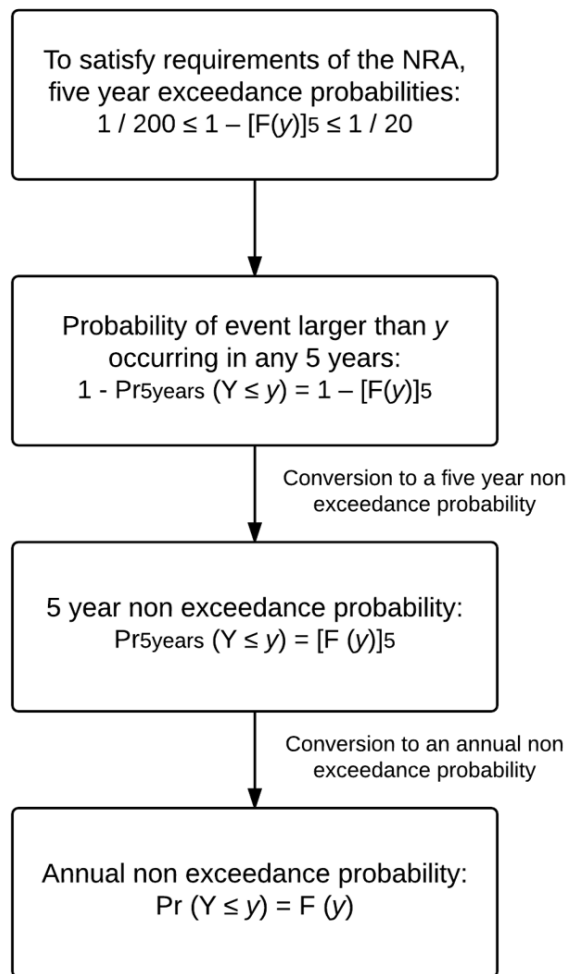 To satisfy requirements of the NRA,
five year exceedance probabilities:
1 / 200 ≤ 1 – [F(y)]5 ≤ 1 / 20
Probability of event larger than y
occurring in any 5 years:
1 - Pr5years (Y ≤ y) = 1 – [F(y)]5
Conversion to a five year non
exceedance probability
5 year non exceedance probability:
Pr5years (Y ≤ y) = [F (y)]5
Conversion to an annual non
exceedance probability
Annual non exceedance probability:
Pr (Y ≤ y) = F (y)